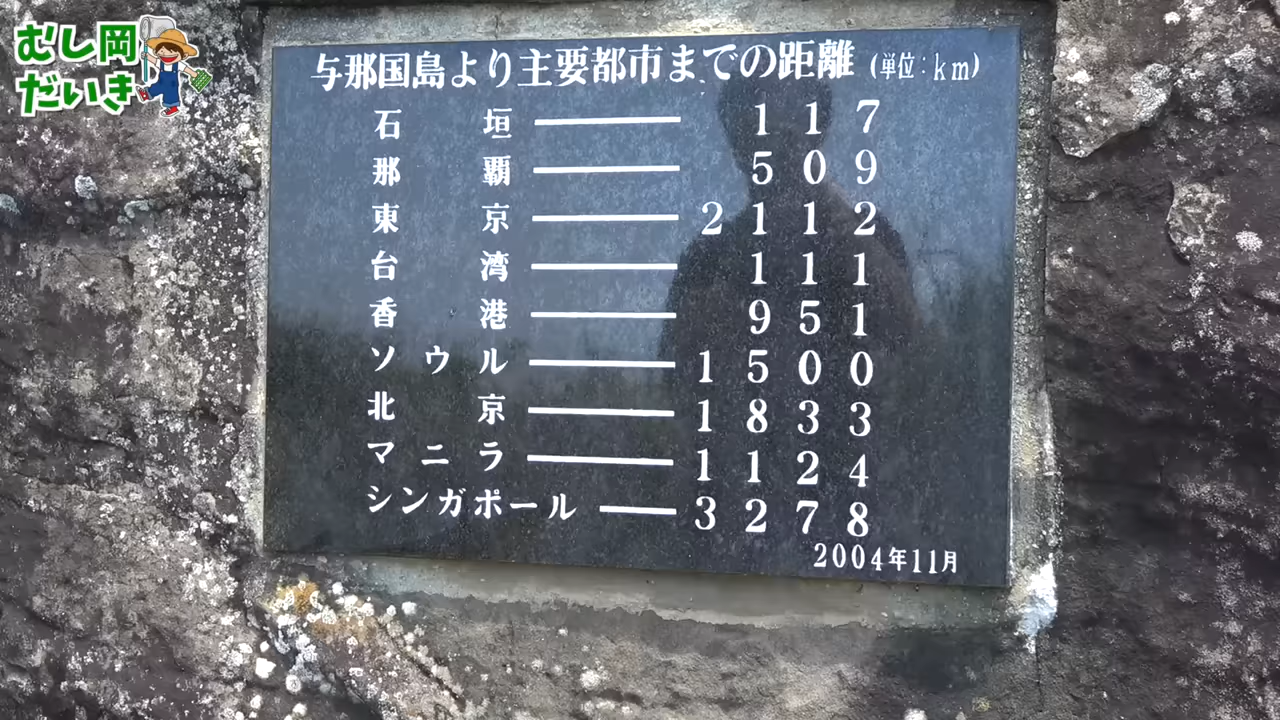 むし岡
だいき
与那国島より主要都市までの距離 (単位:km)
石垣 ― 117
那覇 ― 509
東京 ― 2112
台湾 ― 111
香港 ― 951
ソウル ― 1500
北京 ― 1833
マニラ ― 1124
シンガポール ― 3278
2004年11月